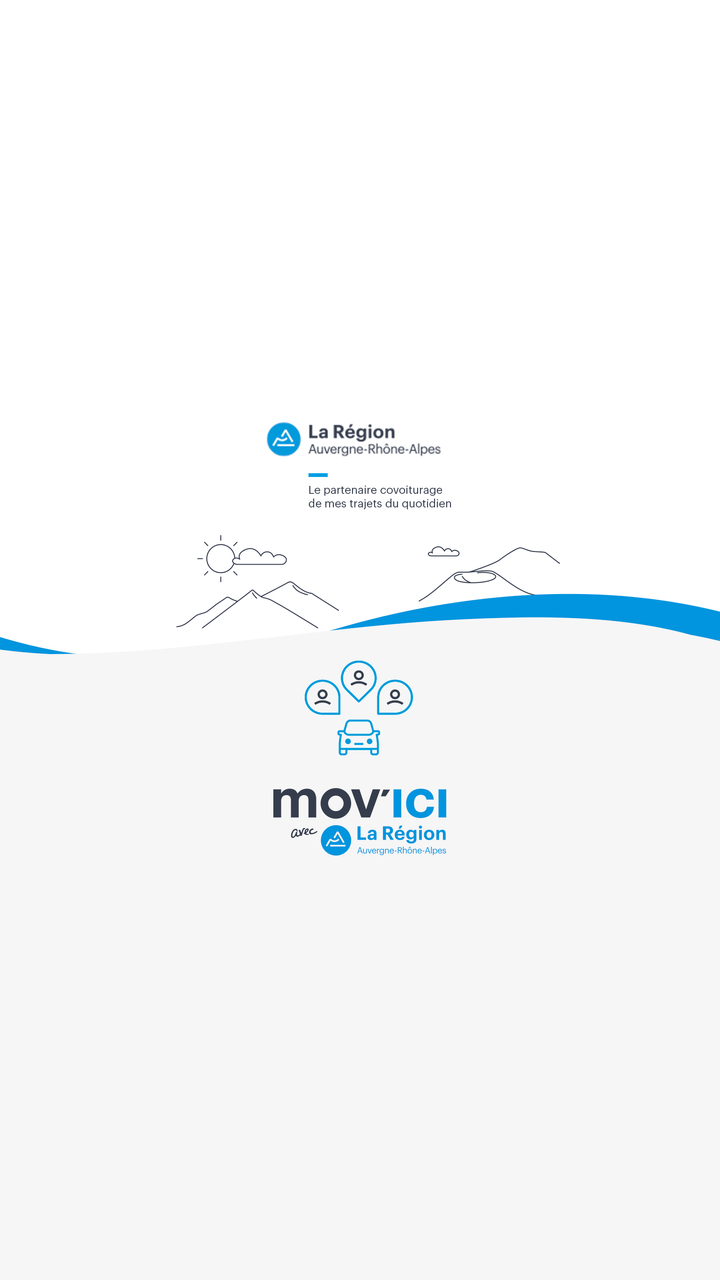 La Région
Auvergne-Rhône-Alpes
Le partenaire covoiturage
de mes trajets du quotidien
mov'ICI
avec La Région
Auvergne-Rhône-Alpes